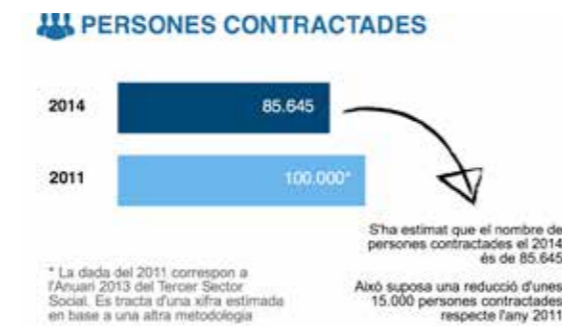 PERSONES CONTRACTADES
2014
85.645
2011
100.000*
S'ha estimat que el nombre de
persones contractades el 2014
és de 85.645
Això suposa una reducció d'unes
15.000 persones contractades
respecte l'any 2011
* La dada del 2011 correspon a
l'Anuari 2013 del Tercer Sector
Social. Es tracta d'una xifra estimada
en base a una altra metodologia